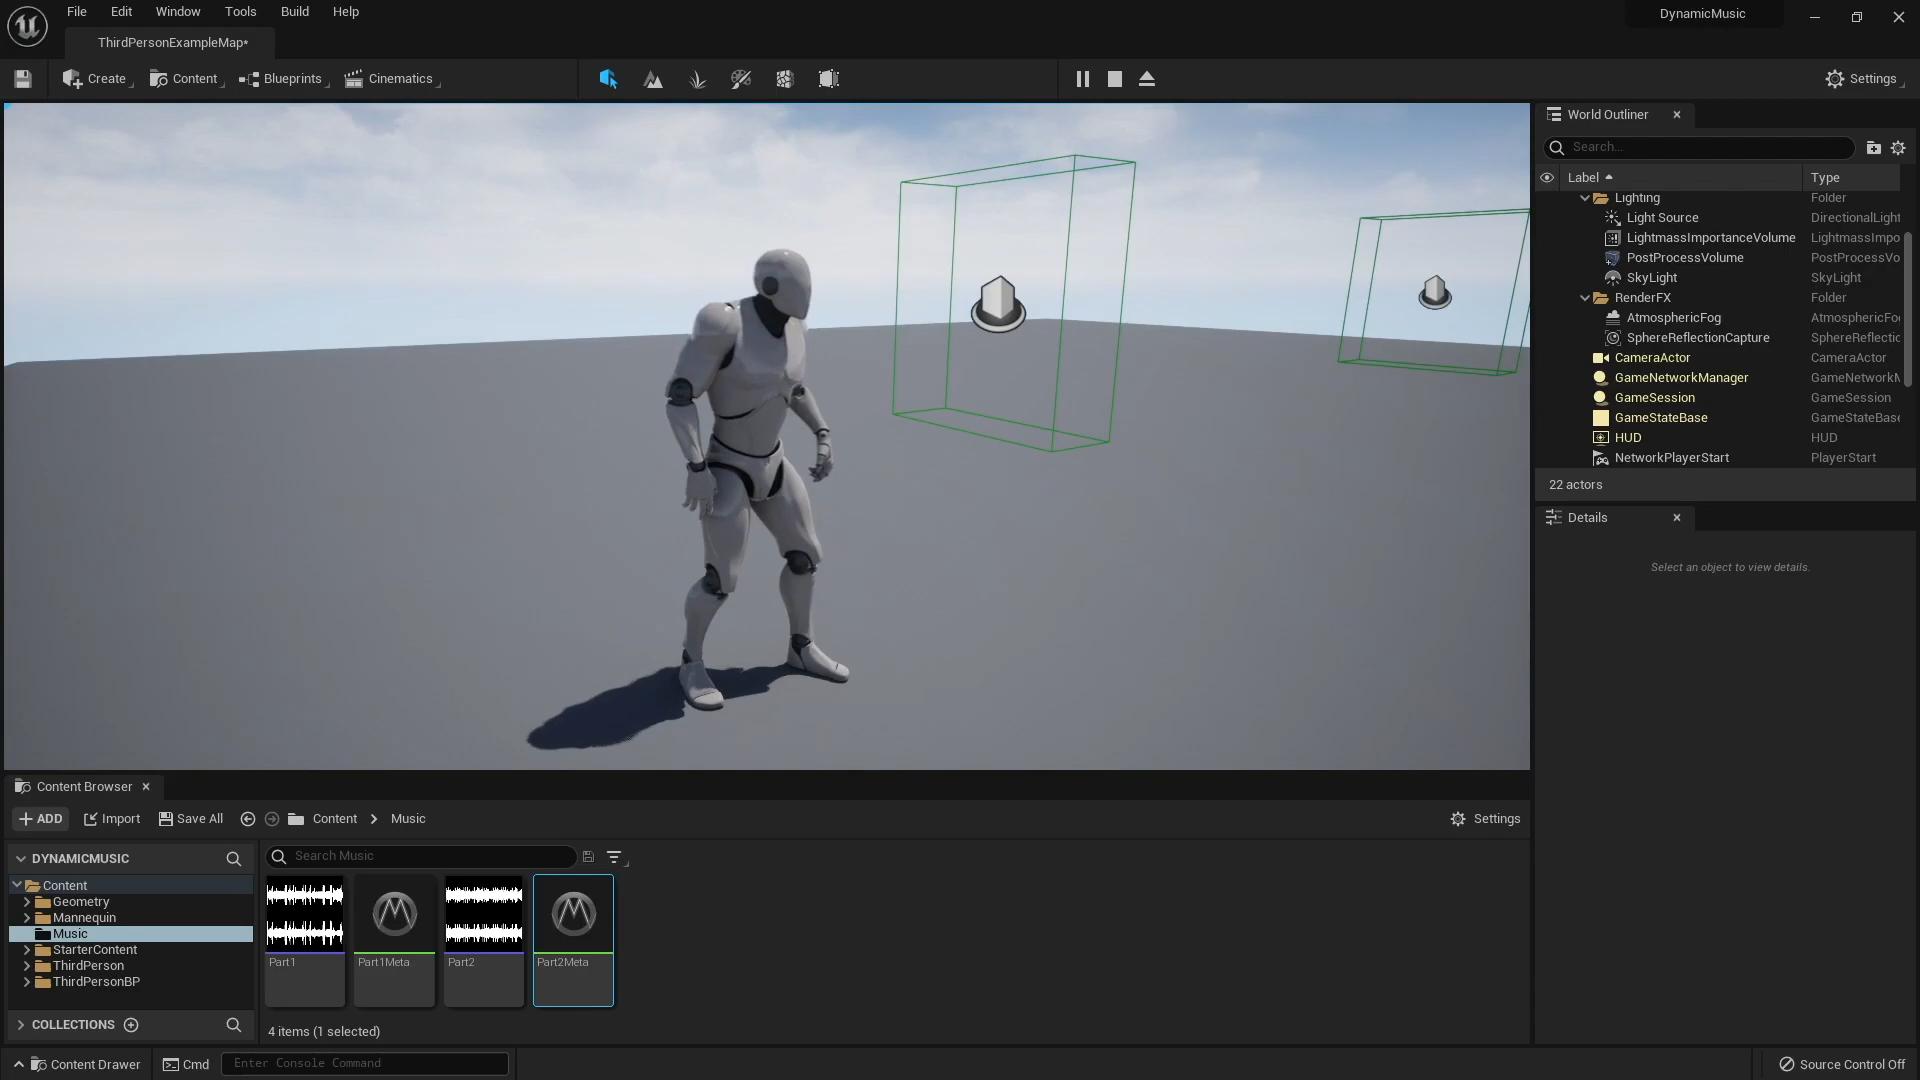 File Edit Window Tools Build Help
DynamicMusic
ThirdPersonExampleMap*
Create Content Blueprints Cinematics
Settings
World Outliner
Search...
Label Type
Lighting Folder
Light Source DirectionalLight
LightmassImportanceVolume LightmassImpo
PostProcessVolume PostProcessVo
SkyLight SkyLight
RenderFX Folder
AtmosphericFog AtmosphericFo
SphereReflectionCapture SphereReflectic
CameraActor CameraActor
GameNetworkManager GameNetworkM
GameSession GameSession
GameStateBase GameStateBase
HUD HUD
NetworkPlayerStart PlayerStart
22 actors
Details
Select an object to view details.
Content Browser
ADD Import Save All Content Music
Settings
DYNAMICMUSIC
Search Music
Content
Geometry
Mannequin
Music
StarterContent
ThirdPerson
ThirdPersonBP
Part1 Part1Meta Part2 Part2Meta
COLLECTIONS
4 items (1 selected)
Content Drawer Cmd Enter Console Command
Source Control Off